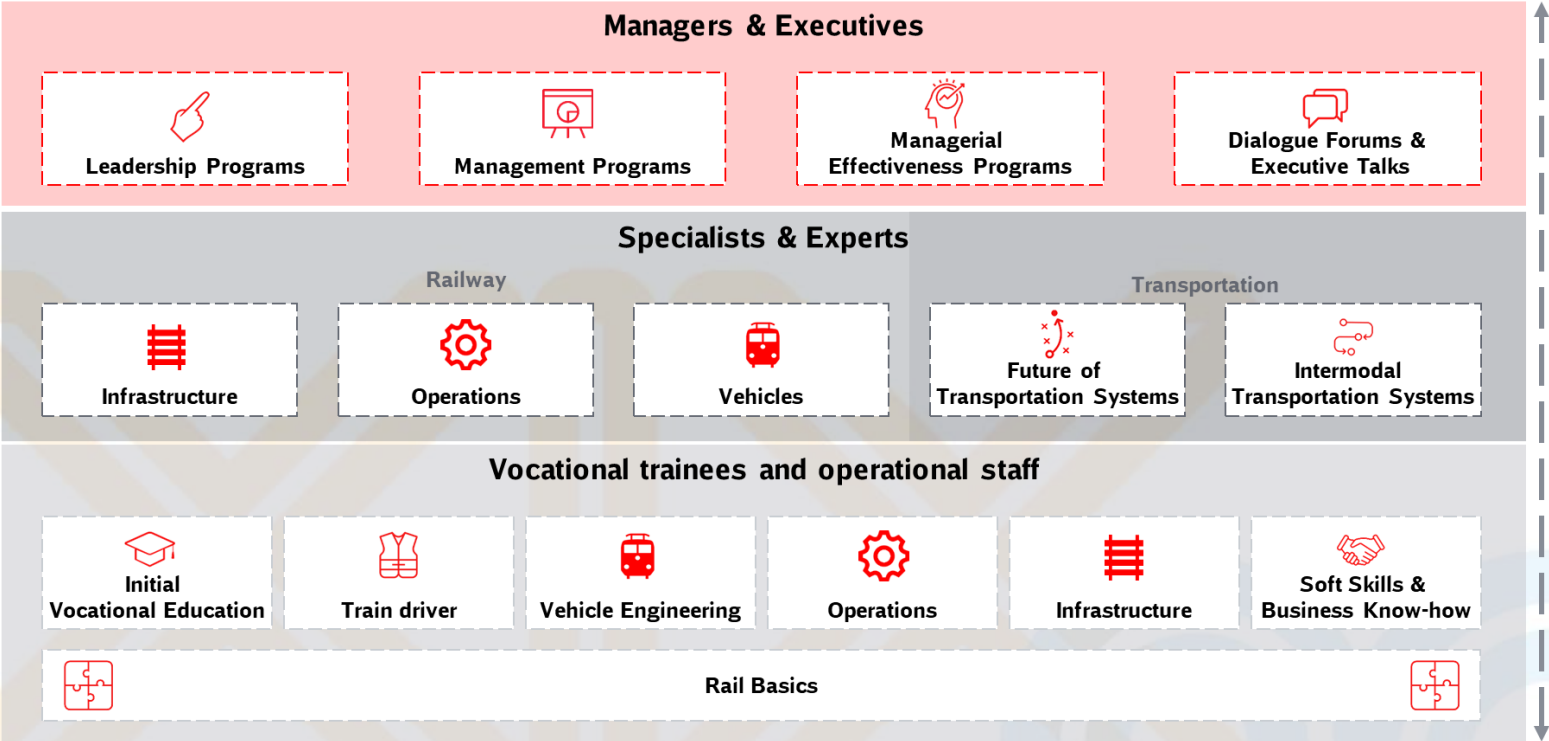 Managers & Executives
Leadership Programs
Management Programs
Managerial
Effectiveness Programs
Dialogue Forums &
Executive Talks
Specialists & Experts
Railway
Transportation
Infrastructure
Operations
Vehicles
Future of
Transportation Systems
Intermodal
Transportation Systems
Vocational trainees and operational staff
Initial
Vocational Education
Train driver
Vehicle Engineering
Operations
Infrastructure
Soft Skills &
Business Know-how
Rail Basics